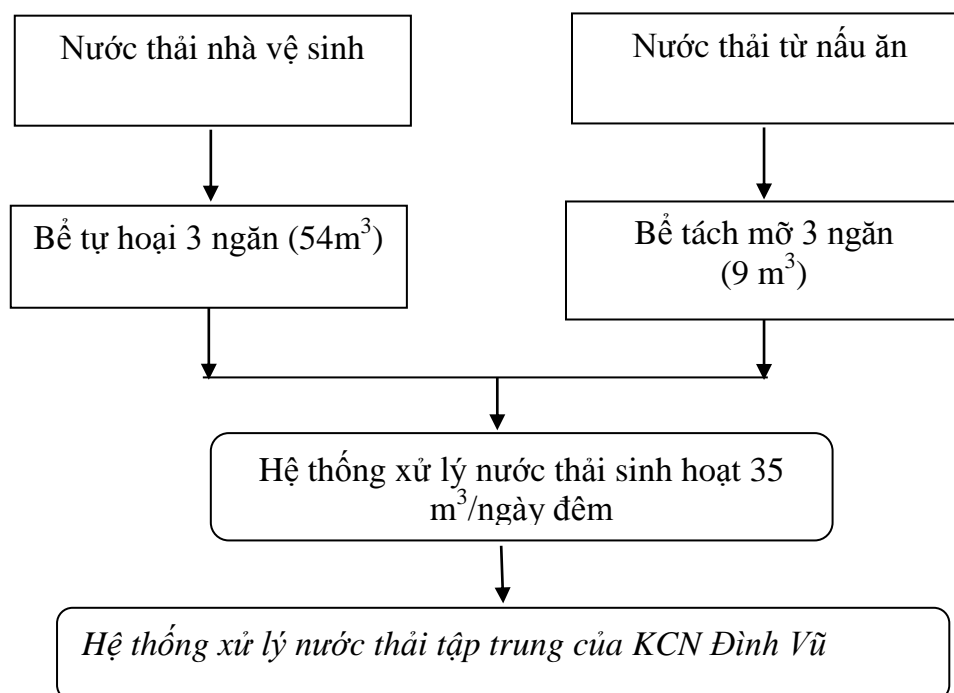 Nước thải nhà vệ sinh
Nước thải từ nấu ăn
Bể tự hoại 3 ngăn (54m³)
Bể tách mỡ 3 ngăn
(9 m³)
Hệ thống xử lý nước thải sinh hoạt 35
m³/ngày đêm
Hệ thống xử lý nước thải tập trung của KCN Đình Vũ